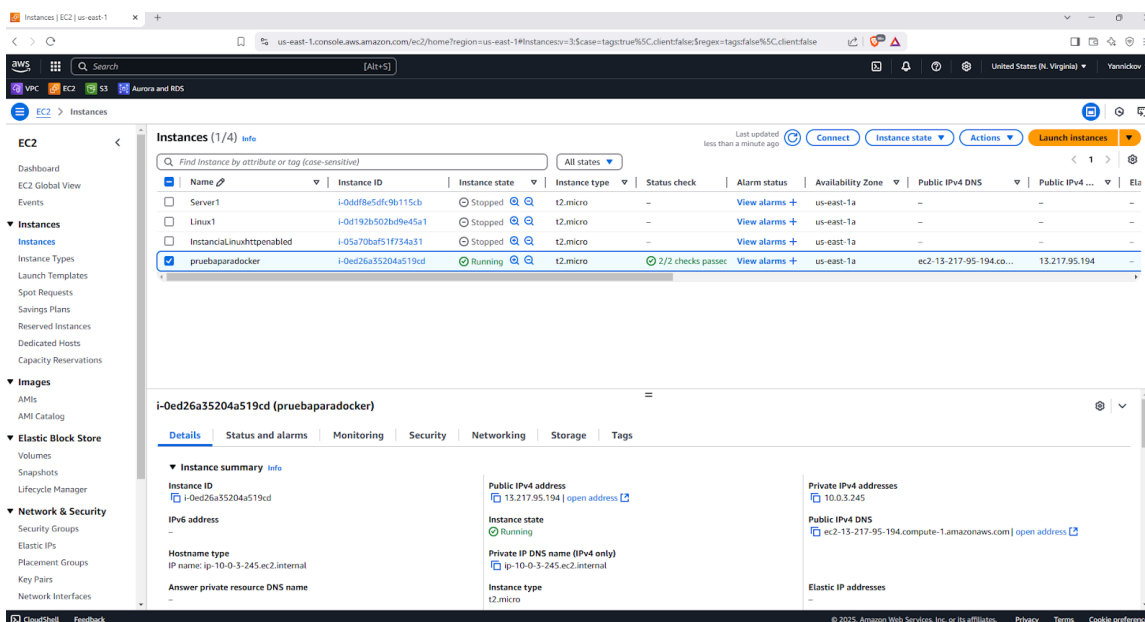 Instances | EC2 | us-east-1
us-east-1.console.aws.amazon.com/ec2/home?region=us-east-1#Instances:v=3;$case=tags:true%5C,client:false;$regex=tags:false%5C,client:false
aws Search [Alt+S] United States (N. Virginia) Yannickov
VPC EC2 S3 Aurora and RDS
EC2 > Instances
EC2
Dashboard
EC2 Global View
Events
Instances
Instances
Instance Types
Launch Templates
Spot Requests
Savings Plans
Reserved Instances
Dedicated Hosts
Capacity Reservations
Images
AMIs
AMI Catalog
Elastic Block Store
Volumes
Snapshots
Lifecycle Manager
Network & Security
Security Groups
Elastic IPs
Placement Groups
Key Pairs
Network Interfaces
Instances (1/4) Info
Last updated
less than a minute ago
Connect Instance state Actions Launch instances
Find Instance by attribute or tag (case-sensitive) All states
1
Name Instance ID Instance state Instance type Status check Alarm status Availability Zone Public IPv4 DNS Public IPv4 ... Ela
Server1 i-0ddf8e5dfc9b115cb Stopped t2.micro – View alarms + us-east-1a – – –
Linux1 i-0d192b502bd9e45a1 Stopped t2.micro – View alarms + us-east-1a – – –
InstanciaLinuxhttpenabled i-05a70baf51f734a31 Stopped t2.micro – View alarms + us-east-1a – – –
pruebaparadocker i-0ed26a35204a519cd Running t2.micro 2/2 checks passec View alarms + us-east-1a ec2-13-217-95-194.co... 13.217.95.194 –
i-0ed26a35204a519cd (pruebaparadocker)
Details Status and alarms Monitoring Security Networking Storage Tags
Instance summary Info
Instance ID
i-0ed26a35204a519cd
Public IPv4 address
13.217.95.194 | open address
Private IPv4 addresses
10.0.3.245
IPv6 address
–
Instance state
Running
Public IPv4 DNS
ec2-13-217-95-194.compute-1.amazonaws.com | open address
Hostname type
IP name: ip-10-0-3-245.ec2.internal
Private IP DNS name (IPv4 only)
ip-10-0-3-245.ec2.internal
Answer private resource DNS name
–
Instance type
t2.micro
Elastic IP addresses
–
CloudShell Feedback © 2025, Amazon Web Services, Inc. or its affiliates. Privacy Terms Cookie preferenc